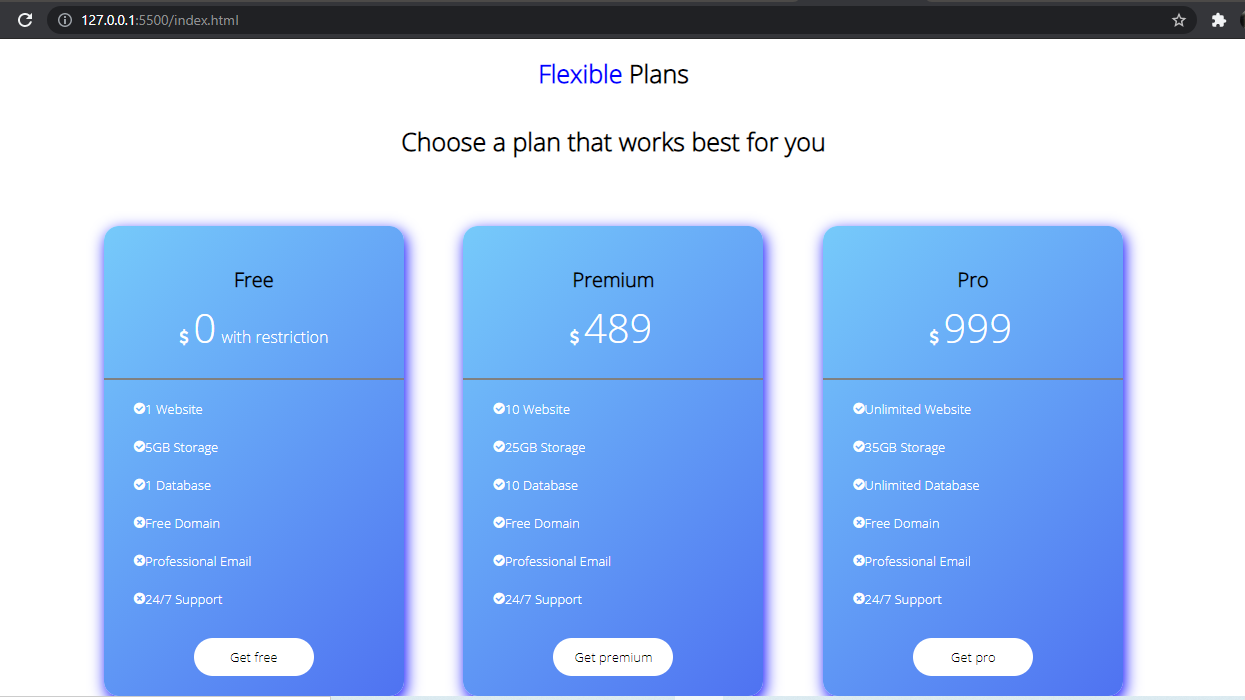 127.0.0.1:5500/index.html
Flexible Plans
Choose a plan that works best for you
Free
$ 0 with restriction
1 Website
5GB Storage
1 Database
Free Domain
Professional Email
24/7 Support
Get free
Premium
$ 489
10 Website
25GB Storage
10 Database
Free Domain
Professional Email
24/7 Support
Get premium
Pro
$ 999
Unlimited Website
35GB Storage
Unlimited Database
Free Domain
Professional Email
24/7 Support
Get pro